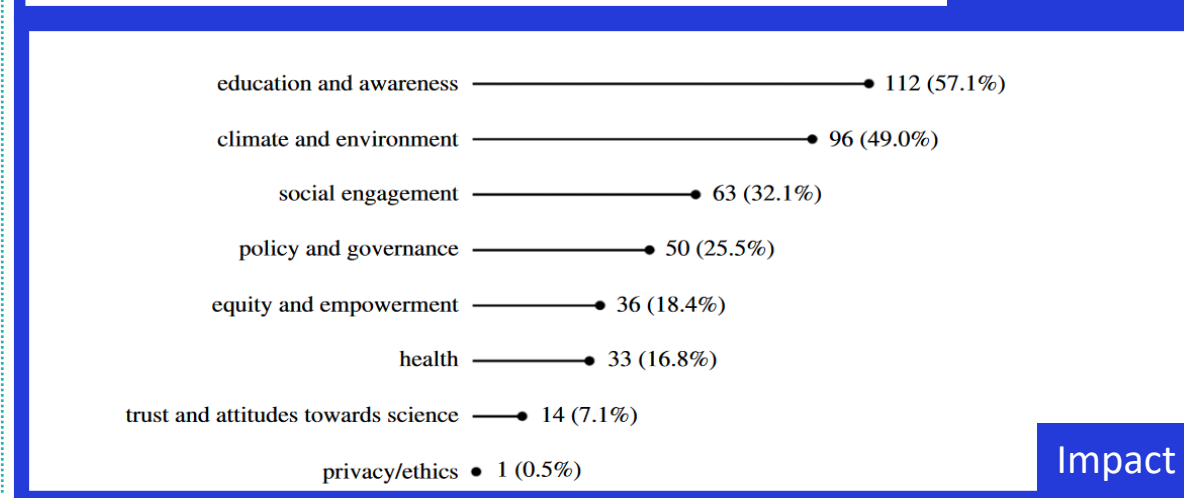 education and awareness 112 (57.1%)
climate and environment 96 (49.0%)
social engagement 63 (32.1%)
policy and governance 50 (25.5%)
equity and empowerment 36 (18.4%)
health 33 (16.8%)
trust and attitudes towards science 14 (7.1%)
privacy/ethics 1 (0.5%)
Impact